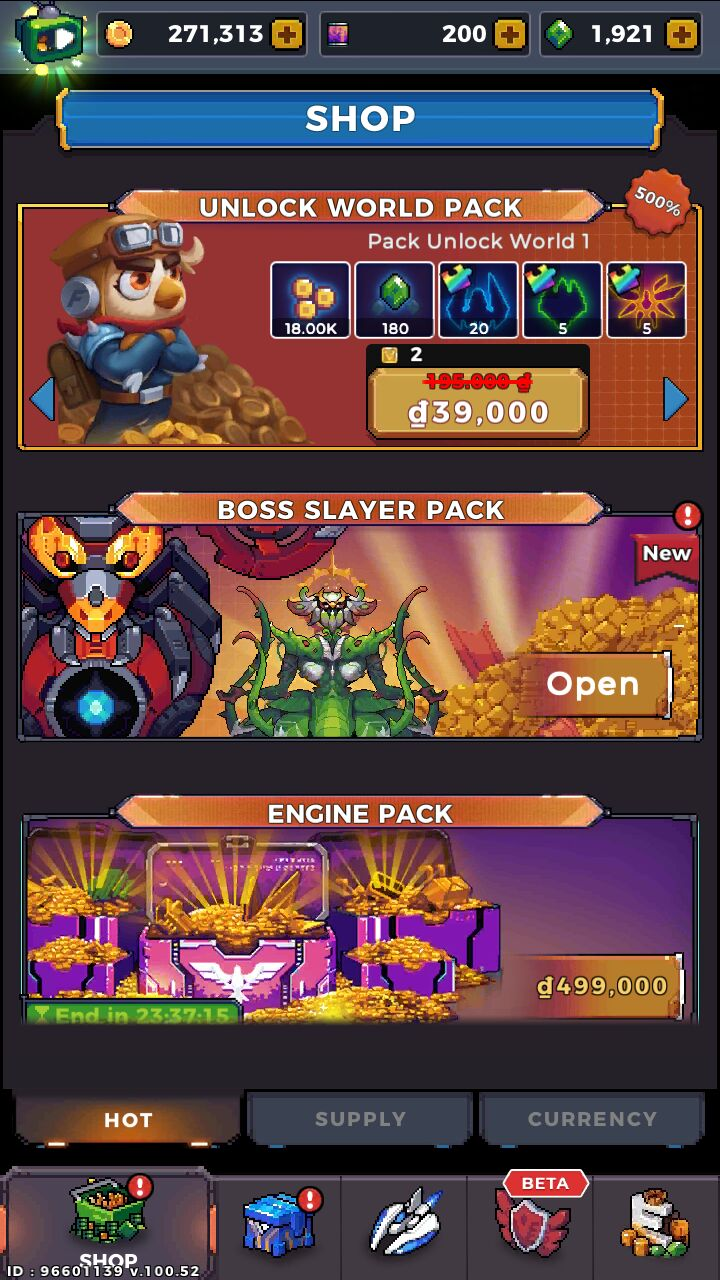 271,313
200
1,921
SHOP
500%
UNLOCK WORLD PACK
Pack Unlock World 1
18.00K
180
20
5
5
2
195.000 ₫
₫39,000
BOSS SLAYER PACK
New
Open
ENGINE PACK
₫499,000
End in 23:37:15
HOT
SUPPLY
CURRENCY
BETA
SHOP
ID : 96601139 v.100.52